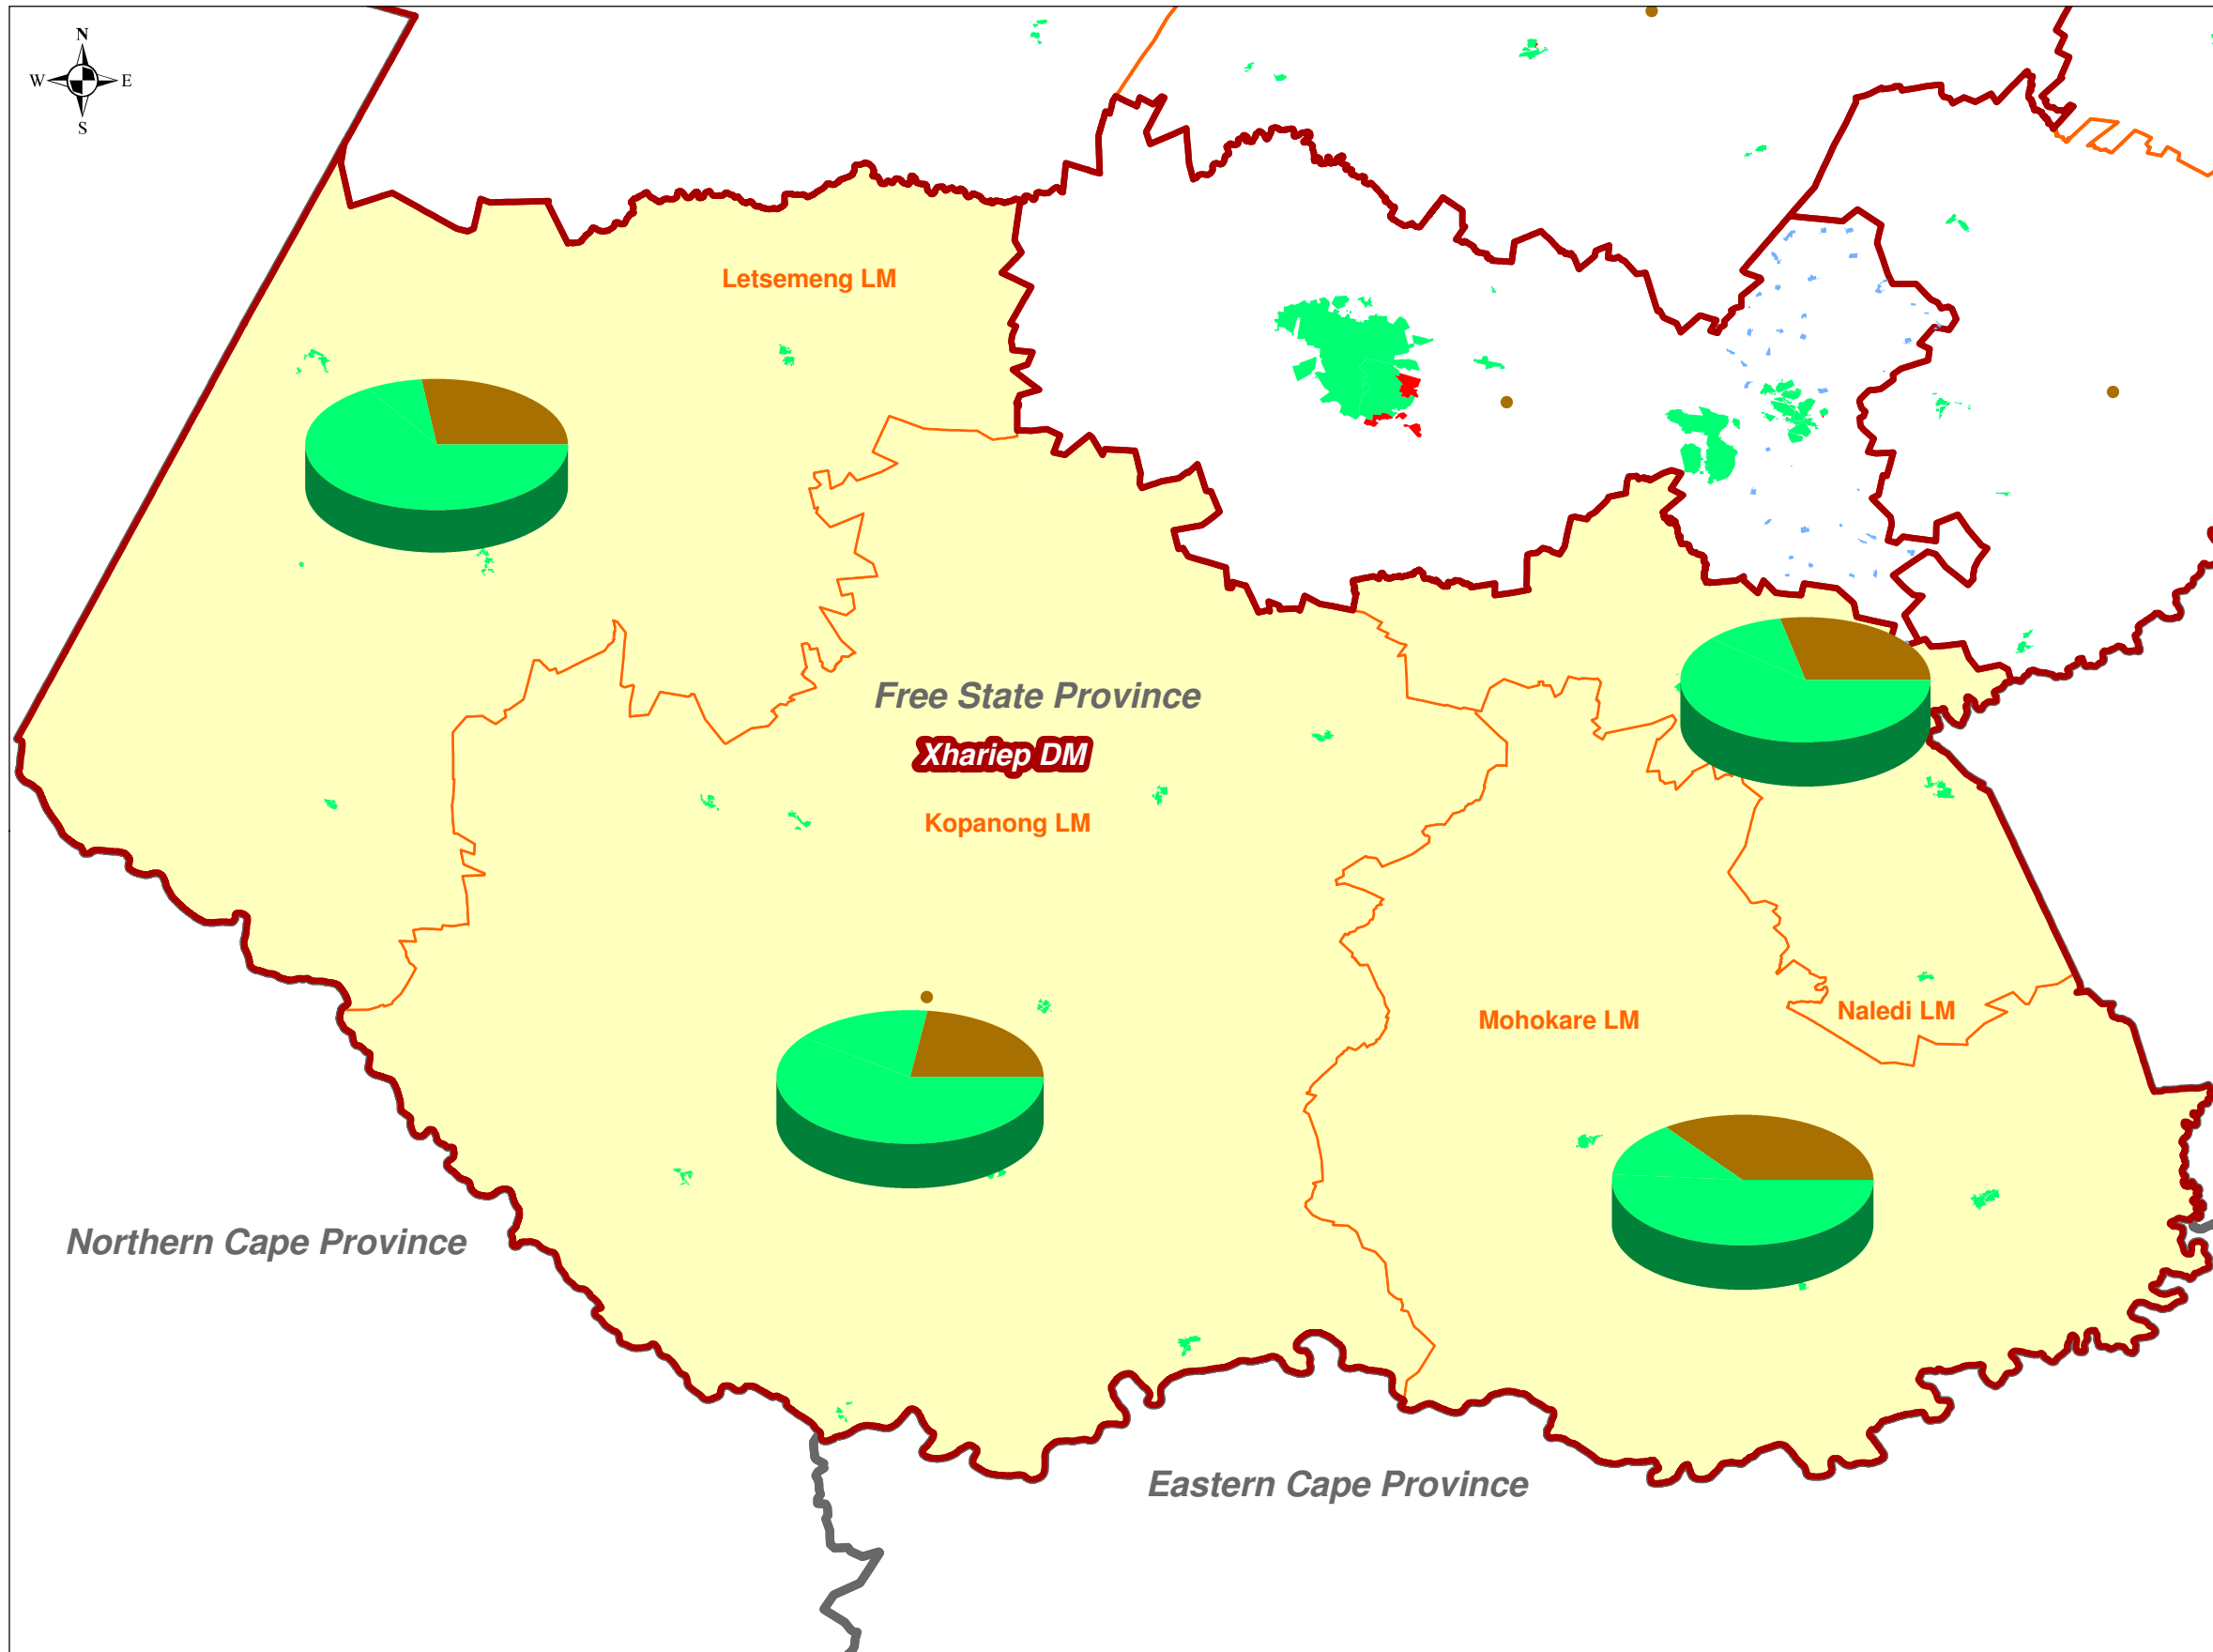 N
W E
S
Letsemeng LM
Free State Province
Xhariep DM
Kopanong LM
Mohokare LM
Naledi LM
Northern Cape Province
Eastern Cape Province